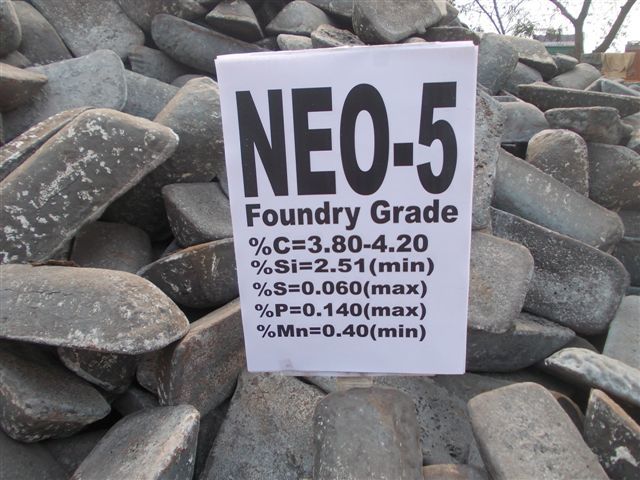 NEO-5
Foundry Grade
%C=3.80-4.20
%Si=2.51(min)
%S=0.060(max)
%P=0.140(max)
%Mn=0.40(min)